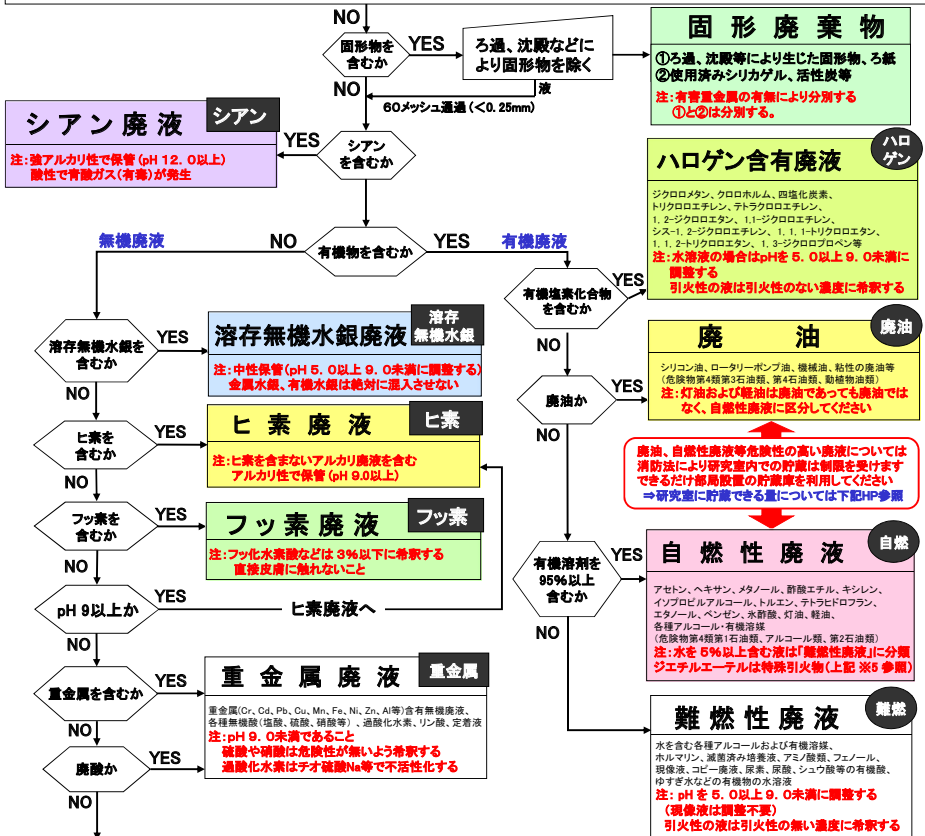 NO
固形物を
含むか
YES
ろ過、沈殿などに
より固形物を除く
固形廃棄物
①ろ過、沈殿等により生じた固形物、ろ紙
②使用済みシリカゲル、活性炭等
注:有害重金属の有無により分別する
①と②は分別する。
NO
液
60メッシュ通過(<0.25mm)
シアン廃液
シアン
注:強アルカリ性で保管(pH 12.0以上)
酸性で青酸ガス(有毒)が発生
YES
シアン
を含むか
ハロゲン含有廃液
ハロ
ゲン
ジクロロメタン、クロロホルム、四塩化炭素、
トリクロロエチレン、テトラクロロエチレン、
1,2-ジクロロエタン、1,1-ジクロロエチレン、
シス-1,2-ジクロロエチレン、1,1,1-トリクロロエタン、
1,1,2-トリクロロエタン、1,3-ジクロロプロペン等
注:水溶液の場合はpHを5.0以上9.0未満に
調整する
引火性の液は引火性のない濃度に希釈する
無機廃液
NO
有機物を含むか
YES
有機廃液
有機塩素化合物
を含むか
YES
NO
溶存無機水銀を
含むか
YES
溶存無機水銀廃液
溶存
無機水銀
注:中性保管(pH 5.0以上9.0未満に調整する)
金属水銀、有機水銀は絶対に混入させない
NO
廃油か
YES
廃油
廃油
シリコン油、ロータリーポンプ油、機械油、粘性の廃油等
(危険物第4類第3石油類、第4石油類、動植物油類)
注:灯油および軽油は廃油であっても廃油では
なく、自燃性廃液に区分してください
NO
ヒ素を
含むか
YES
ヒ素廃液
ヒ素
注:ヒ素を含まないアルカリ廃液を含む
アルカリ性で保管(pH 9.0以上)
NO
廃油、自燃性廃液等危険性の高い廃液については
消防法により研究室内での貯蔵は制限を受けます
できるだけ部局設置の貯蔵庫を利用してください
⇒研究室に貯蔵できる量については下記HP参照
フッ素を
含むか
YES
フッ素廃液
フッ素
注:フッ化水素酸などは3%以下に希釈する
直接皮膚に触れないこと
NO
有機溶剤を
95%以上
含むか
YES
自燃性廃液
自燃
アセトン、ヘキサン、メタノール、酢酸エチル、キシレン、
イソプロピルアルコール、トルエン、テトラヒドロフラン、
エタノール、ベンゼン、氷酢酸、灯油、軽油、
各種アルコール・有機溶媒
(危険物第4類第1石油類、アルコール類、第2石油類)
注:水を5%以上含む液は「難燃性廃液」に分類
ジエチルエーテルは特殊引火物(上記 ※5 参照)
pH 9以上か
YES
ヒ素廃液へ
NO
NO
重金属を含むか
YES
重金属廃液
重金属
重金属(Cr、Cd、Pb、Cu、Mn、Fe、Ni、Zn、Al等)含有無機廃液、
各種無機酸(塩酸、硫酸、硝酸等)、過酸化水素、リン酸、定着液
注:pH 9.0未満であること
硫酸や硝酸は危険性が無いよう希釈する
過酸化水素はチオ硫酸Na等で不活性化する
NO
廃酸か
YES
NO
難燃性廃液
難燃
水を含む各種アルコールおよび有機溶媒、
ホルマリン、滅菌済み培養液、アミノ酸類、フェノール、
現像液、コピー廃液、尿素、尿酸、シュウ酸等の有機酸、
ゆすぎ水などの有機物の水溶液
注:pHを5.0以上9.0未満に調整する
(現像液は調整不要)
引火性の液は引火性の無い濃度に希釈する